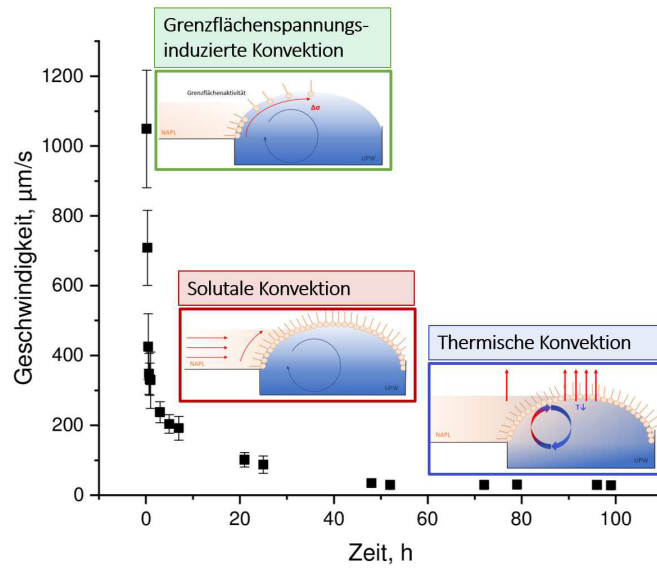 Grenzflächenspannungs-
induzierte Konvektion
Grenzflächenaktivität
Δσ
NAPL
UPW
Solutale Konvektion
NAPL
UPW
Thermische Konvektion
T↓
NAPL
UPW
Geschwindigkeit, µm/s
1200
1000
800
600
400
200
0
0
20
40
60
80
100
Zeit, h